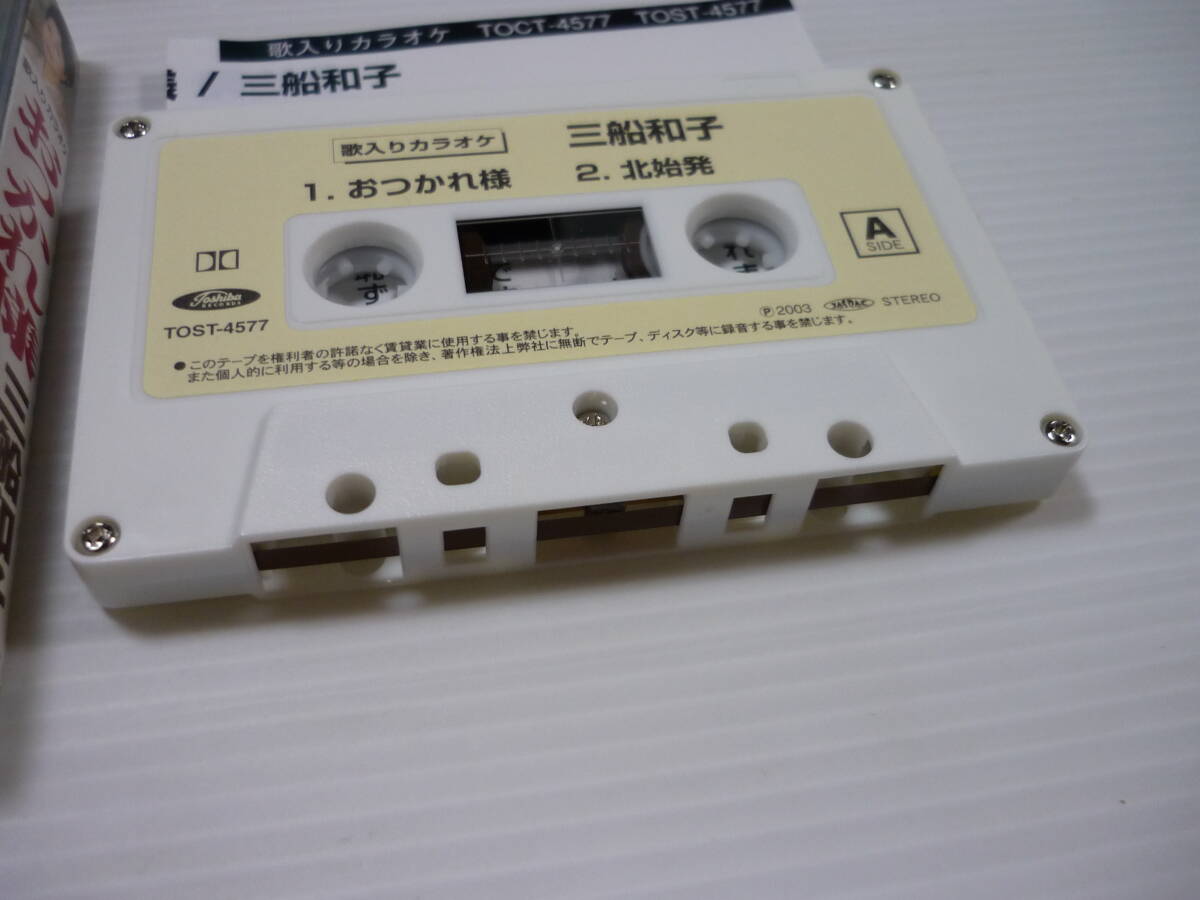 歌入りカラオケ TOCT-4577 TOST-4577
/ 三船和子
歌入りカラオケ 三船和子
1. おつかれ様 2. 北始発
A
SIDE
Toshiba
RECORDS
TOST-4577
Ⓟ2003 STEREO
●このテープを権利者の許諾なく賃貸業に使用する事を禁じます。
また個人的に利用する等の場合を除き、著作権法上弊社に無断でテープ、ディスク等に録音する事を禁じます。
おつかれ様